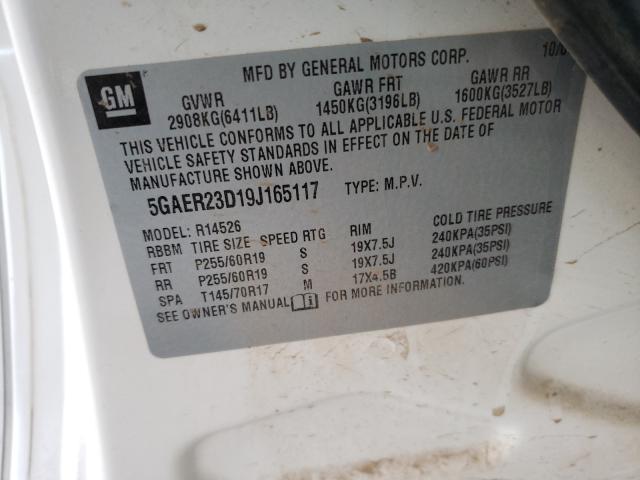 MFD BY GENERAL MOTORS CORP. 10/0
GM
GVWR GAWR FRT GAWR RR
2908KG(6411LB) 1450KG(3196LB) 1600KG(3527LB)
THIS VEHICLE CONFORMS TO ALL APPLICABLE U.S. FEDERAL MOTOR
VEHICLE SAFETY STANDARDS IN EFFECT ON THE DATE OF
MANUFACTURE SHOWN ABOVE.
5GAER23D19J165117 TYPE: M.P.V.
MODEL: R14526
RBBM TIRE SIZE SPEED RTG RIM COLD TIRE PRESSURE
FRT P255/60R19 S 19X7.5J 240KPA(35PSI)
RR P255/60R19 S 19X7.5J 240KPA(35PSI)
SPA T145/70R17 M 17X4.5B 420KPA(60PSI)
SEE OWNER'S MANUAL FOR MORE INFORMATION.